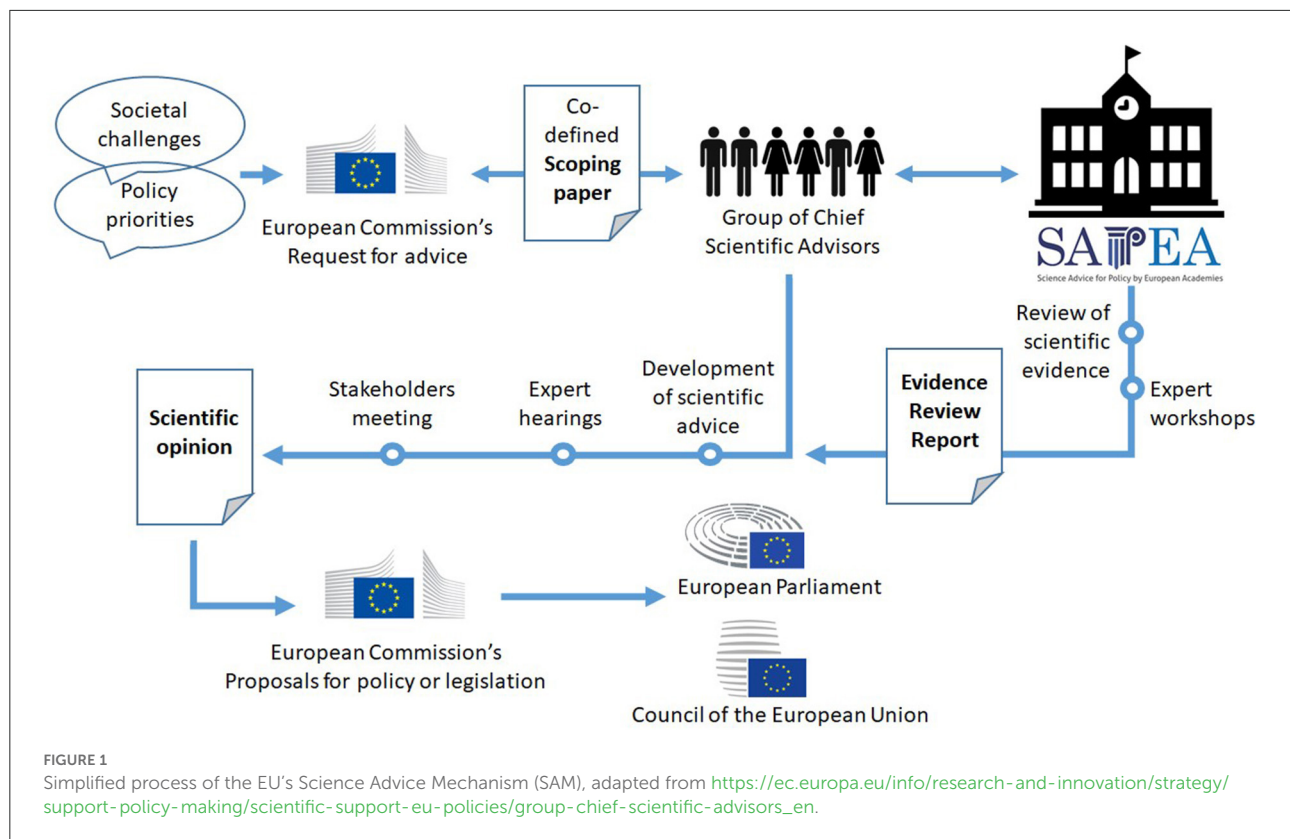 Societal
challenges
Policy
priorities
European Commission's
Request for advice
Co-
defined
Scoping
paper
Group of Chief
Scientific Advisors
SAPEA
Science Advice for Policy by European Academies
Review of
scientific
evidence
Expert
workshops
Evidence
Review
Report
Development
of scientific
advice
Expert
hearings
Stakeholders
meeting
Scientific
opinion
European Commission's
Proposals for policy or legislation
European Parliament
Council of the European Union
FIGURE 1
Simplified process of the EU's Science Advice Mechanism (SAM), adapted from https://ec.europa.eu/info/research-and-innovation/strategy/
support-policy-making/scientific-support-eu-policies/group-chief-scientific-advisors_en.